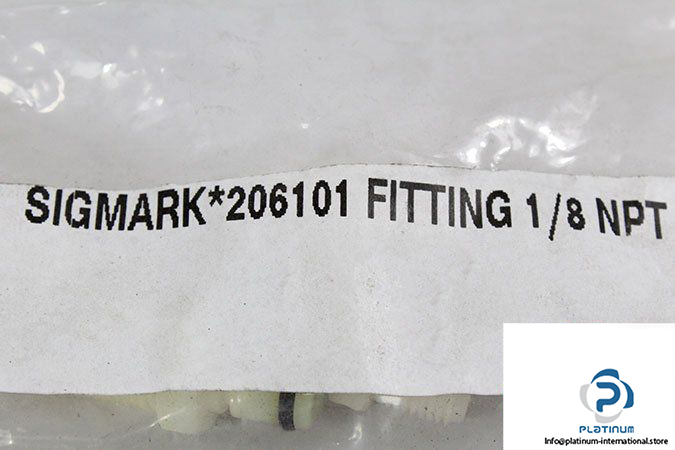 SIGMARK*206101 FITTING 1/8 NPT
PLATINUM
Info@platinum-international.store